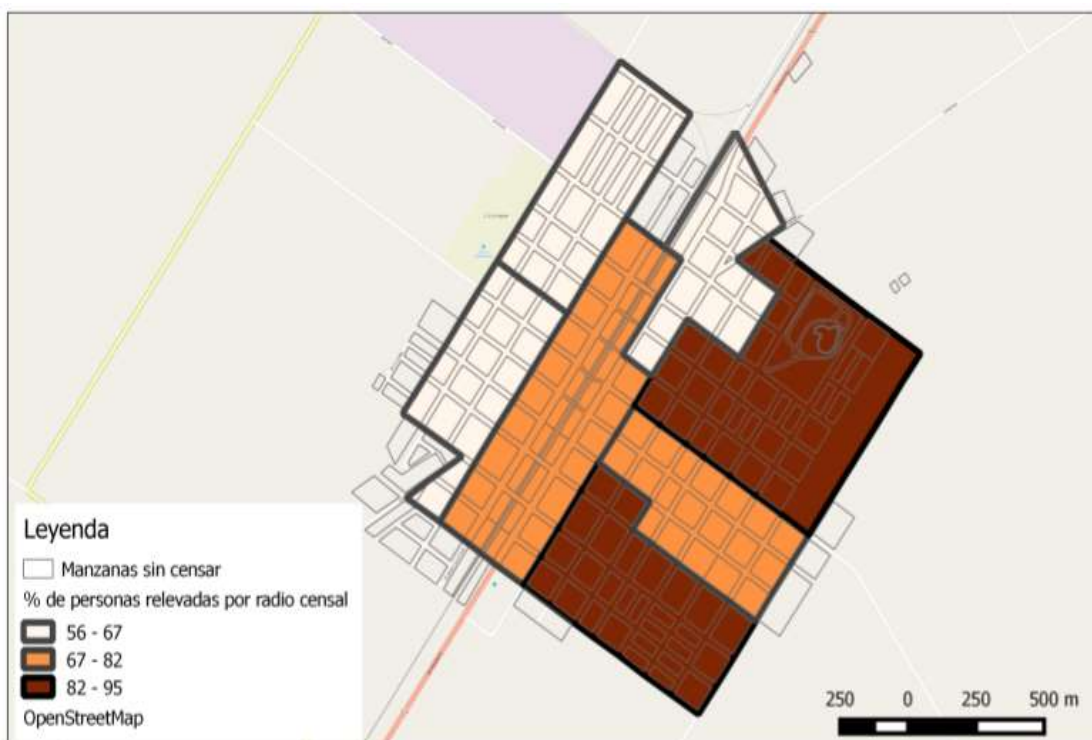 Leyenda
Manzanas sin censar
% de personas relevadas por radio censal
56 - 67
67 - 82
82 - 95
OpenStreetMap
250 0 250 500 m